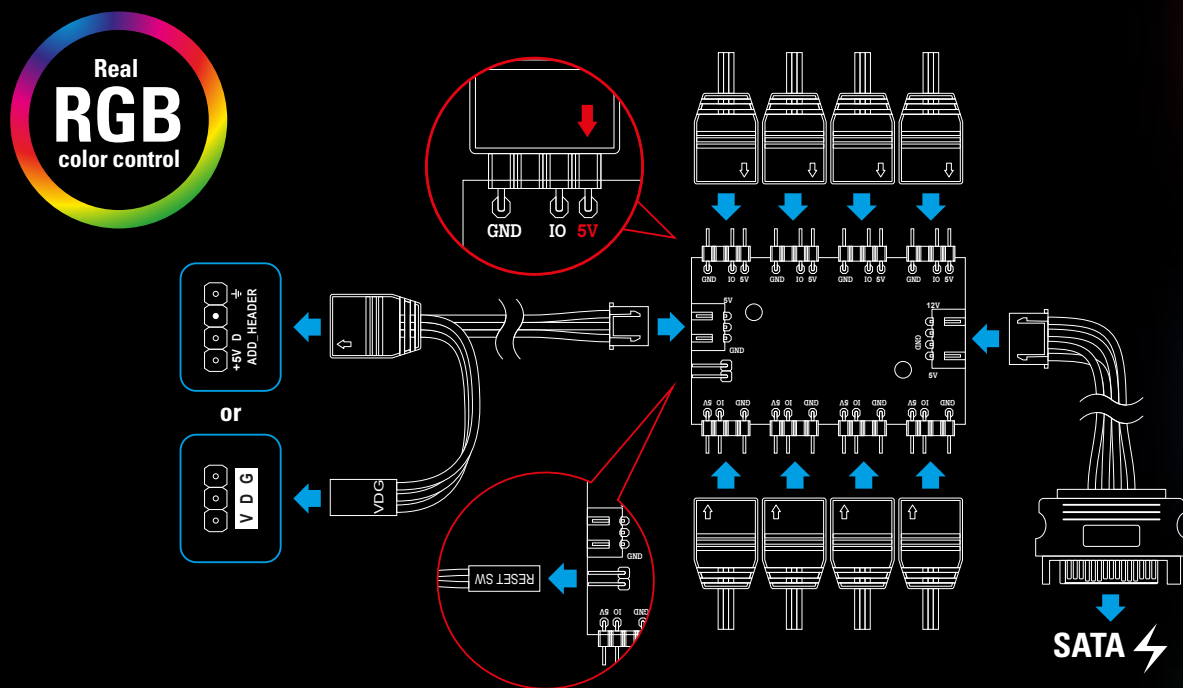 Real
RGB
color control
GND IO 5V
GND IO 5V
GND IO 5V
GND IO 5V
GND IO 5V
+5V D ⏚
ADD_HEADER
or
V D G
VDG
5V
GND
12V
GND
5V
5V IO GND
5V IO GND
5V IO GND
5V IO GND
RESET SW
GND
5V IO GND
SATA